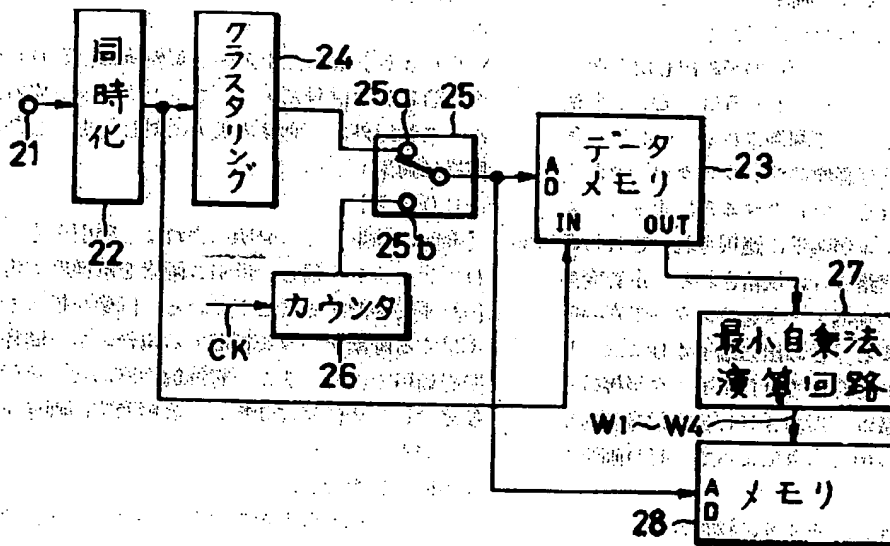 同時化
クラスタリング
24
25a
25
21
22
25b
データ
メモリ
AD
IN
OUT
23
カウンタ
CK
26
27
最小自乗法
演算回路
W1〜W4
AD
メモリ
28